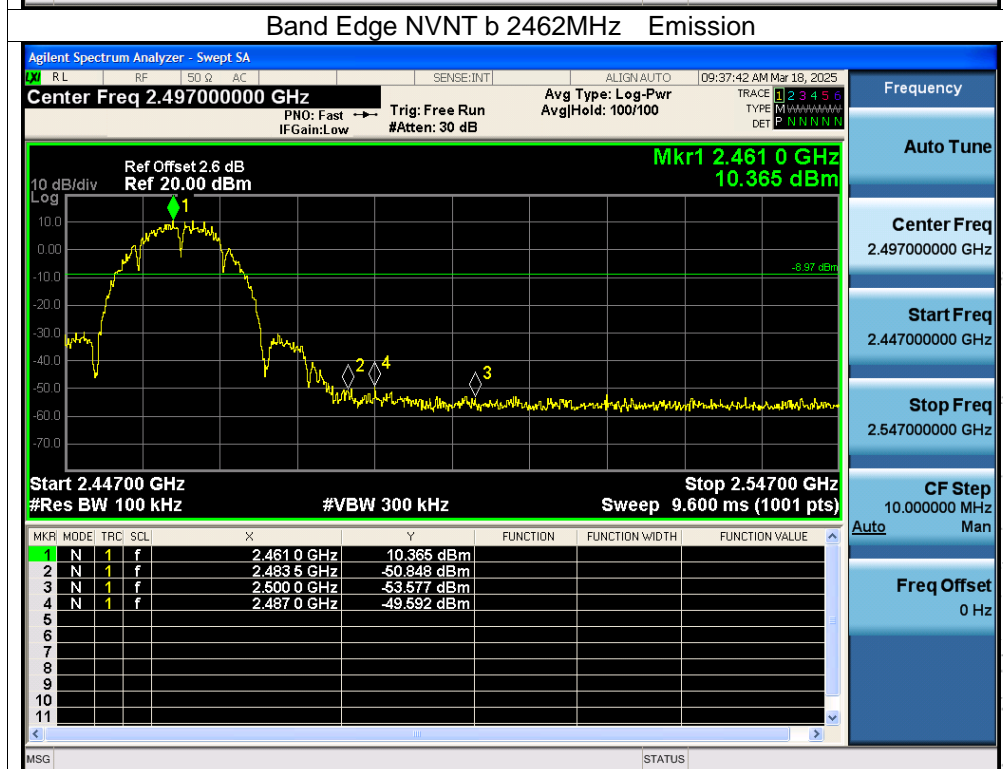 Band Edge NVNT b 2462MHz Emission
Agilent Spectrum Analyzer - Swept SA
LXI RL RF 50 Ω AC SENSE:INT ALIGN AUTO 09:37:42 AM Mar 18, 2025
Center Freq 2.497000000 GHz
PNO: Fast
IFGain:Low
Trig: Free Run
#Atten: 30 dB
Avg Type: Log-Pwr
Avg|Hold: 100/100
TRACE 1 2 3 4 5 6
TYPE M
DET P N N N N N
Mkr1 2.461 0 GHz
10.365 dBm
Ref Offset 2.6 dB
10 dB/div Ref 20.00 dBm
Log
1
10.0
0.00
-8.97 dBm
-10.0
-20.0
-30.0
-40.0
2 4 3
-50.0
-60.0
-70.0
Start 2.44700 GHz Stop 2.54700 GHz
#Res BW 100 kHz #VBW 300 kHz Sweep 9.600 ms (1001 pts)
MKR MODE TRC SCL X Y FUNCTION FUNCTION WIDTH FUNCTION VALUE
1 N 1 f 2.461 0 GHz 10.365 dBm
2 N 1 f 2.483 5 GHz -50.848 dBm
3 N 1 f 2.500 0 GHz -53.577 dBm
4 N 1 f 2.487 0 GHz -49.592 dBm
5
6
7
8
9
10
11
MSG STATUS
Frequency
Auto Tune
Center Freq
2.497000000 GHz
Start Freq
2.447000000 GHz
Stop Freq
2.547000000 GHz
CF Step
10.000000 MHz
Auto Man
Freq Offset
0 Hz